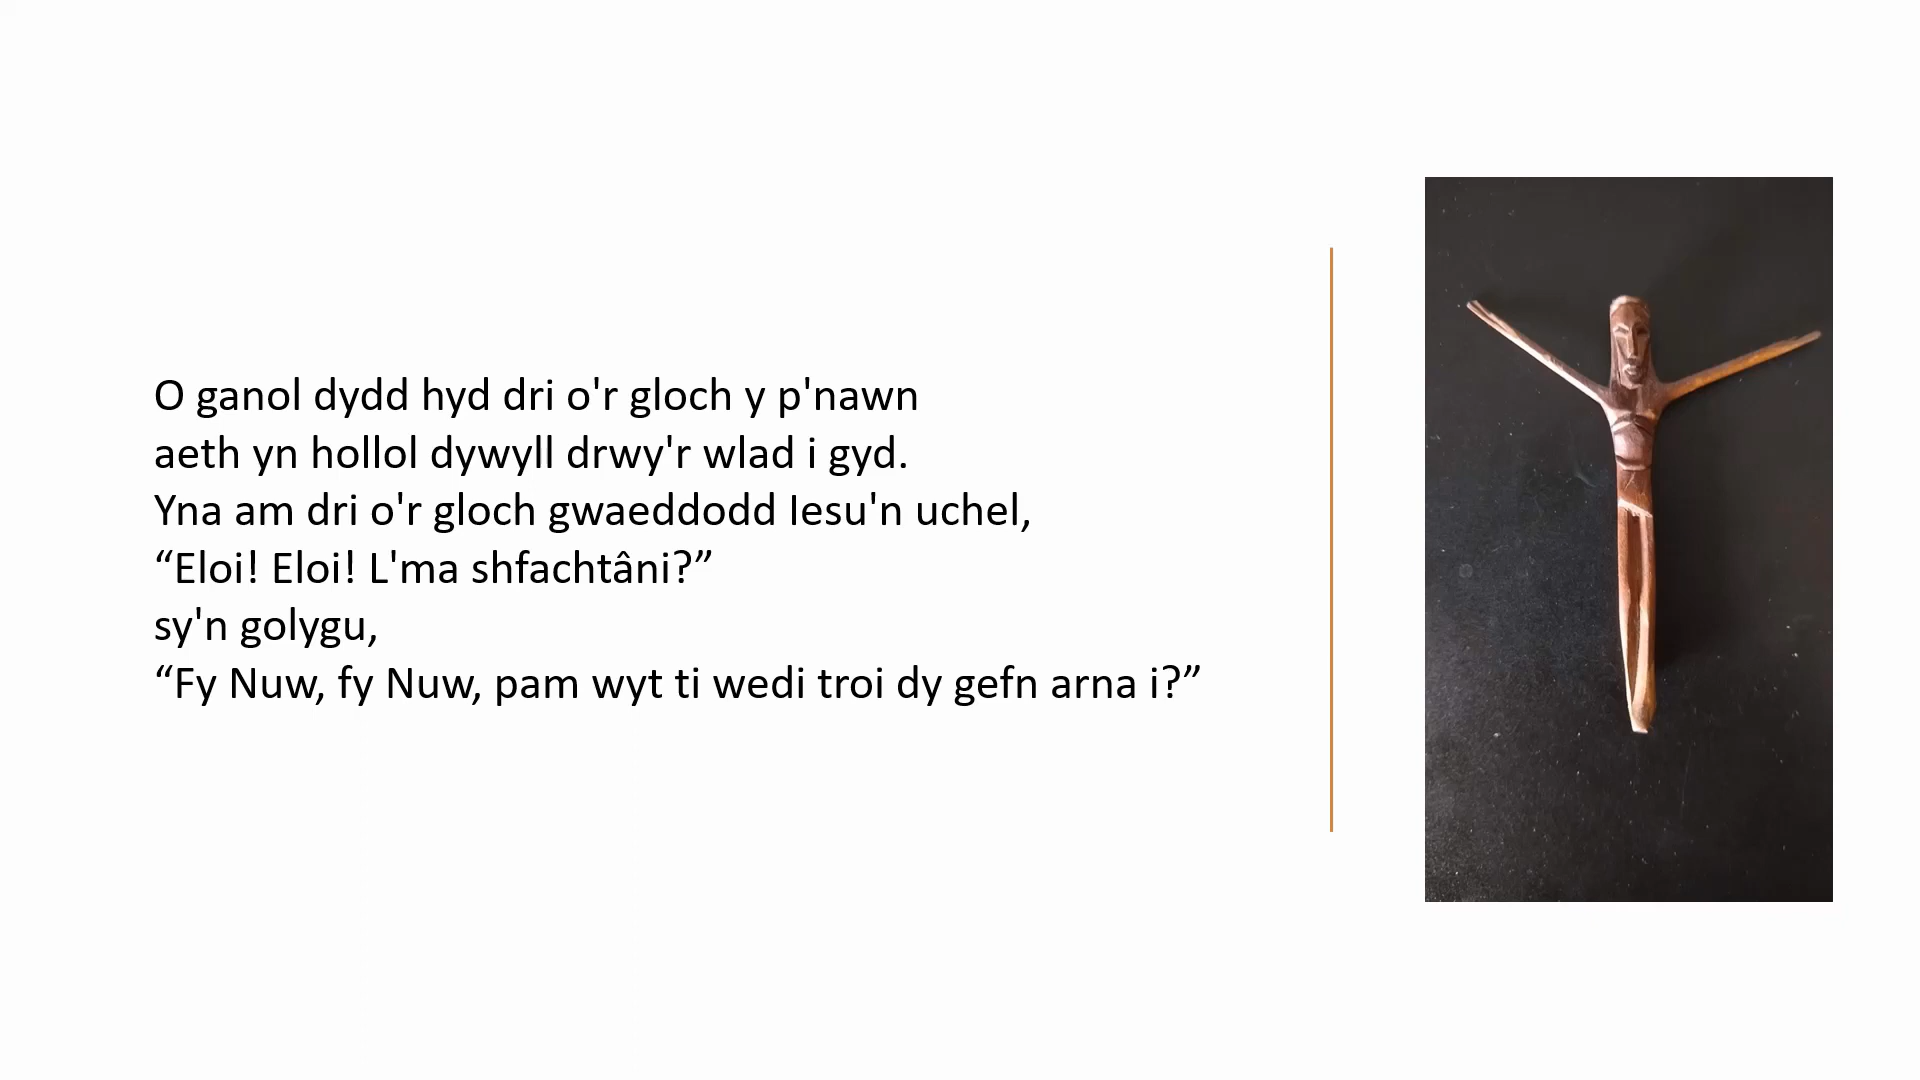 O ganol dydd hyd dri o'r gloch y p'nawn
aeth yn hollol dywyll drwy'r wlad i gyd.
Yna am dri o'r gloch gwaeddodd Iesu'n uchel,
“Eloi! Eloi! L'ma shfachtâni?”
sy'n golygu,
“Fy Nuw, fy Nuw, pam wyt ti wedi troi dy gefn arna i?”